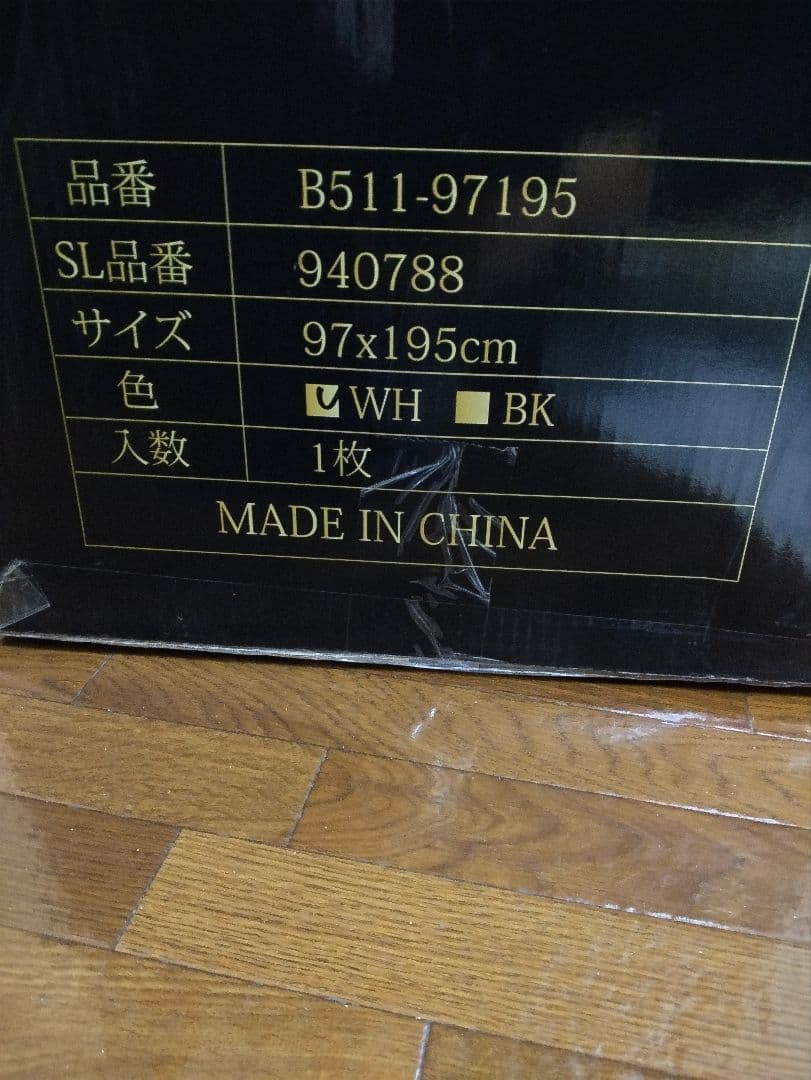 品番 B511-97195
SL品番 940788
サイズ 97x195cm
色 WH BK
入数 1枚
MADE IN CHINA